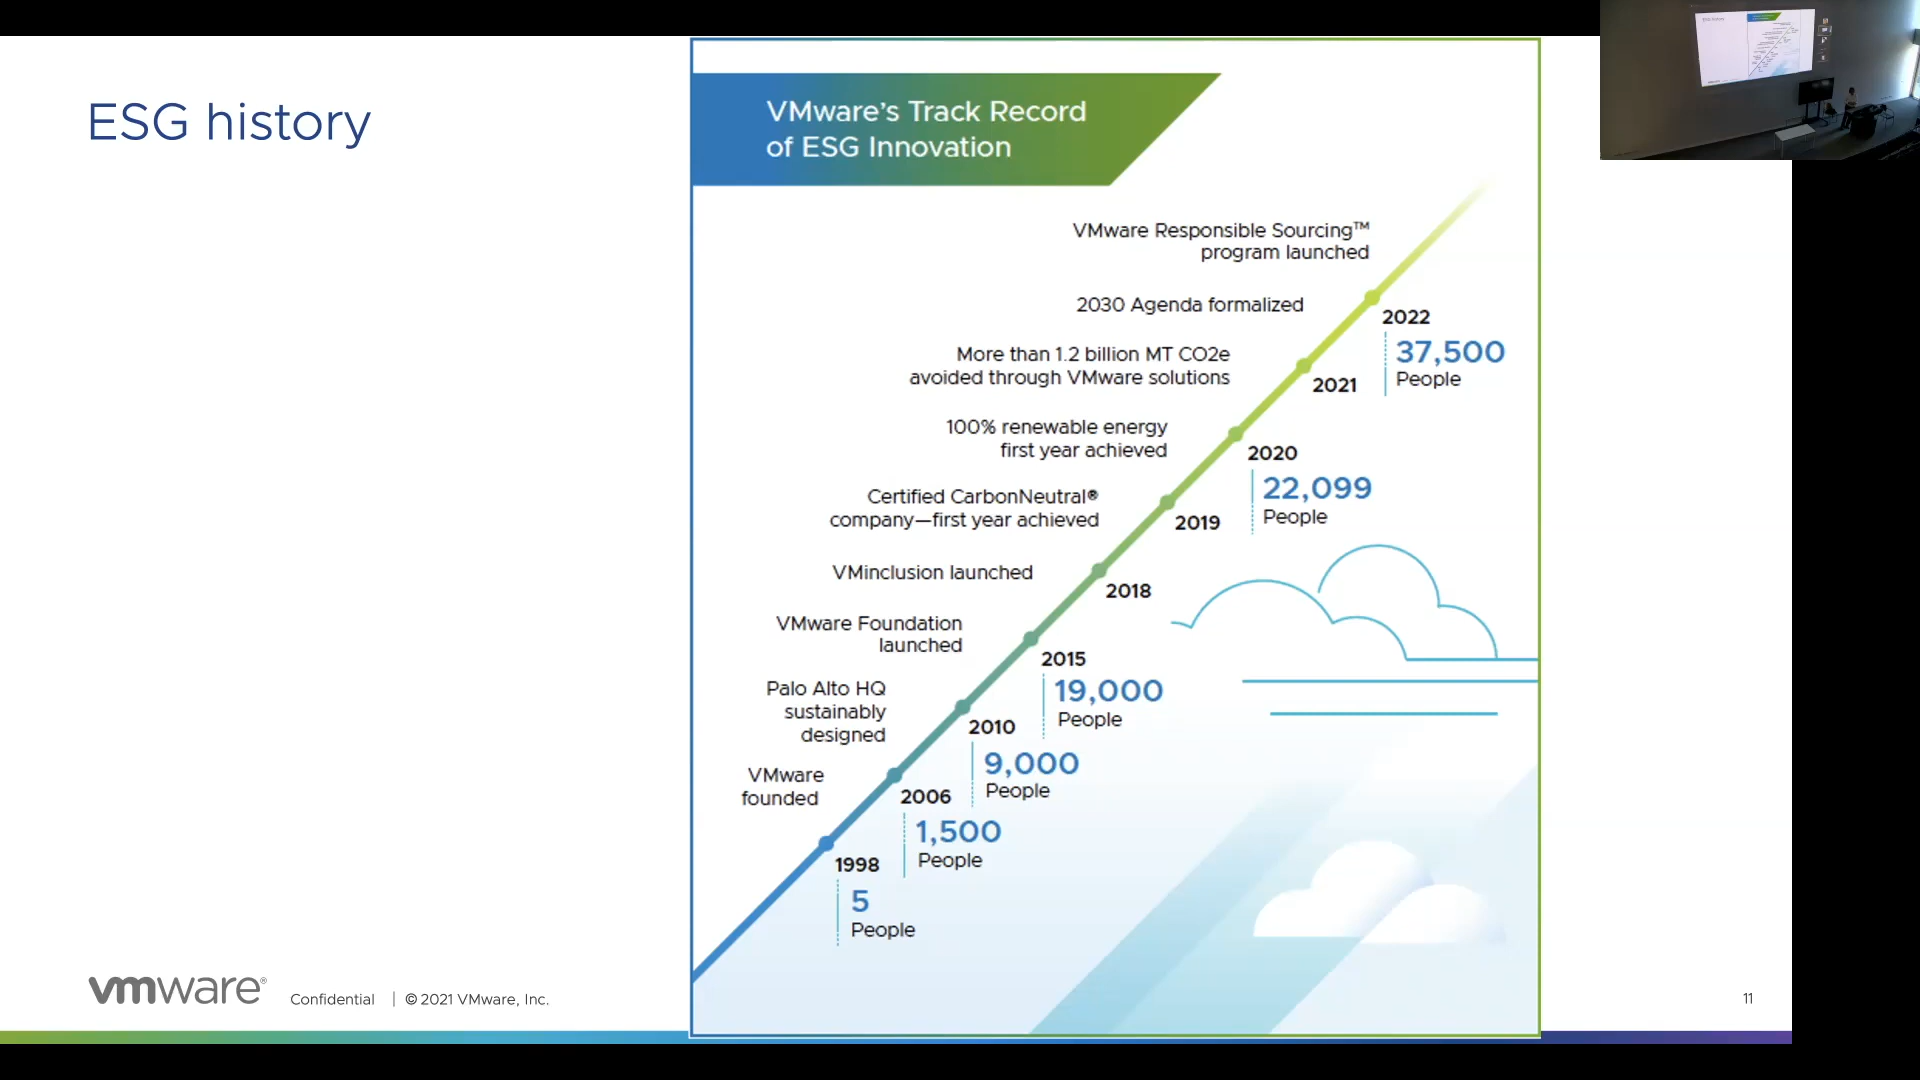 ESG history
VMware's Track Record
of ESG Innovation
VMware Responsible Sourcing™
program launched
2022
37,500
People
2030 Agenda formalized
2021
More than 1.2 billion MT CO2e
avoided through VMware solutions
2020
22,099
People
100% renewable energy
first year achieved
2019
Certified CarbonNeutral®
company—first year achieved
2018
VMinclusion launched
2015
19,000
People
VMware Foundation
launched
2010
9,000
People
Palo Alto HQ
sustainably
designed
2006
1,500
People
VMware
founded
1998
5
People
vmware®
Confidential | © 2021 VMware, Inc.
11